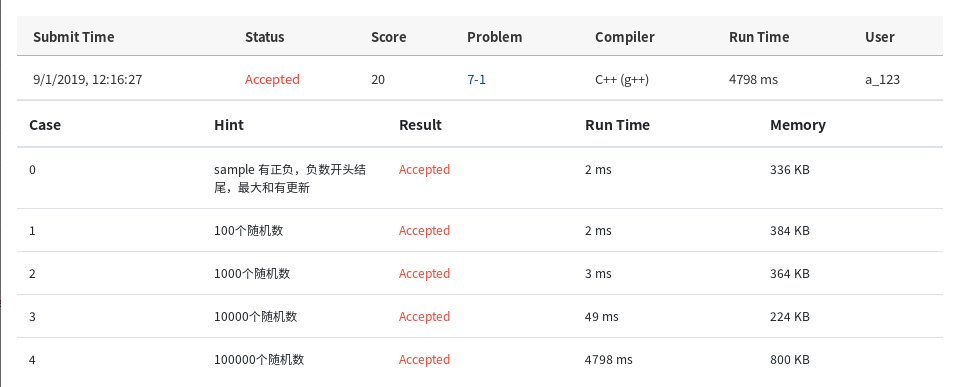 Submit Time Status Score Problem Compiler Run Time User
9/1/2019, 12:16:27 Accepted 20 7-1 C++ (g++) 4798 ms a_123
Case Hint Result Run Time Memory
0 sample 有正负，负数开头结 Accepted 2 ms 336 KB
尾，最大和有更新
1 100个随机数 Accepted 2 ms 384 KB
2 1000个随机数 Accepted 3 ms 364 KB
3 10000个随机数 Accepted 49 ms 224 KB
4 100000个随机数 Accepted 4798 ms 800 KB